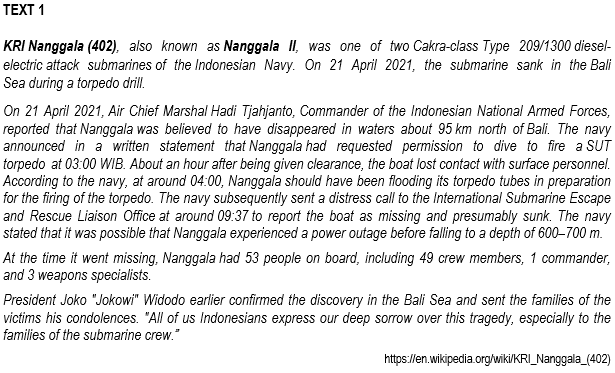 TEXT 1
KRI Nanggala (402), also known as Nanggala II, was one of two Cakra-class Type 209/1300 diesel-
electric attack submarines of the Indonesian Navy. On 21 April 2021, the submarine sank in the Bali
Sea during a torpedo drill.
On 21 April 2021, Air Chief Marshal Hadi Tjahjanto, Commander of the Indonesian National Armed Forces,
reported that Nanggala was believed to have disappeared in waters about 95 km north of Bali. The navy
announced in a written statement that Nanggala had requested permission to dive to fire a SUT
torpedo at 03:00 WIB. About an hour after being given clearance, the boat lost contact with surface personnel.
According to the navy, at around 04:00, Nanggala should have been flooding its torpedo tubes in preparation
for the firing of the torpedo. The navy subsequently sent a distress call to the International Submarine Escape
and Rescue Liaison Office at around 09:37 to report the boat as missing and presumably sunk. The navy
stated that it was possible that Nanggala experienced a power outage before falling to a depth of 600–700 m.
At the time it went missing, Nanggala had 53 people on board, including 49 crew members, 1 commander,
and 3 weapons specialists.
President Joko "Jokowi" Widodo earlier confirmed the discovery in the Bali Sea and sent the families of the
victims his condolences. "All of us Indonesians express our deep sorrow over this tragedy, especially to the
families of the submarine crew."
https://en.wikipedia.org/wiki/KRI_Nanggala_(402)